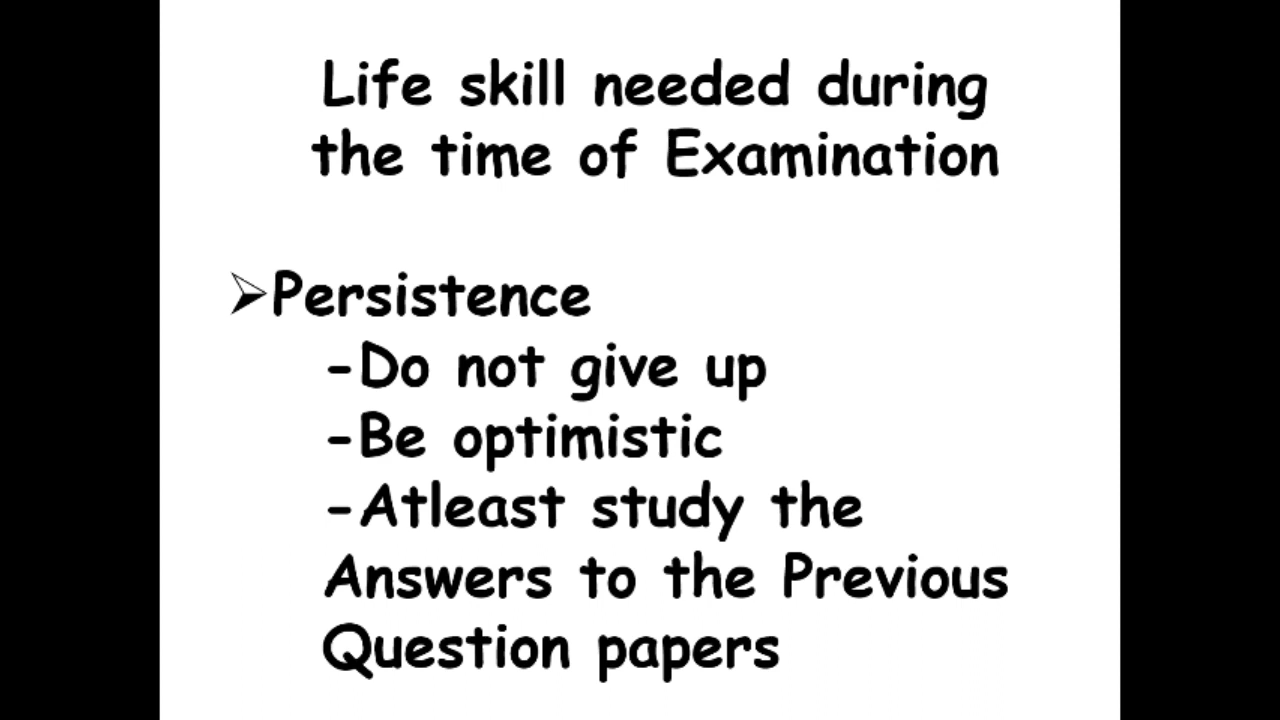 Life skill needed during
the time of Examination
➢Persistence
-Do not give up
-Be optimistic
-Atleast study the
Answers to the Previous
Question papers